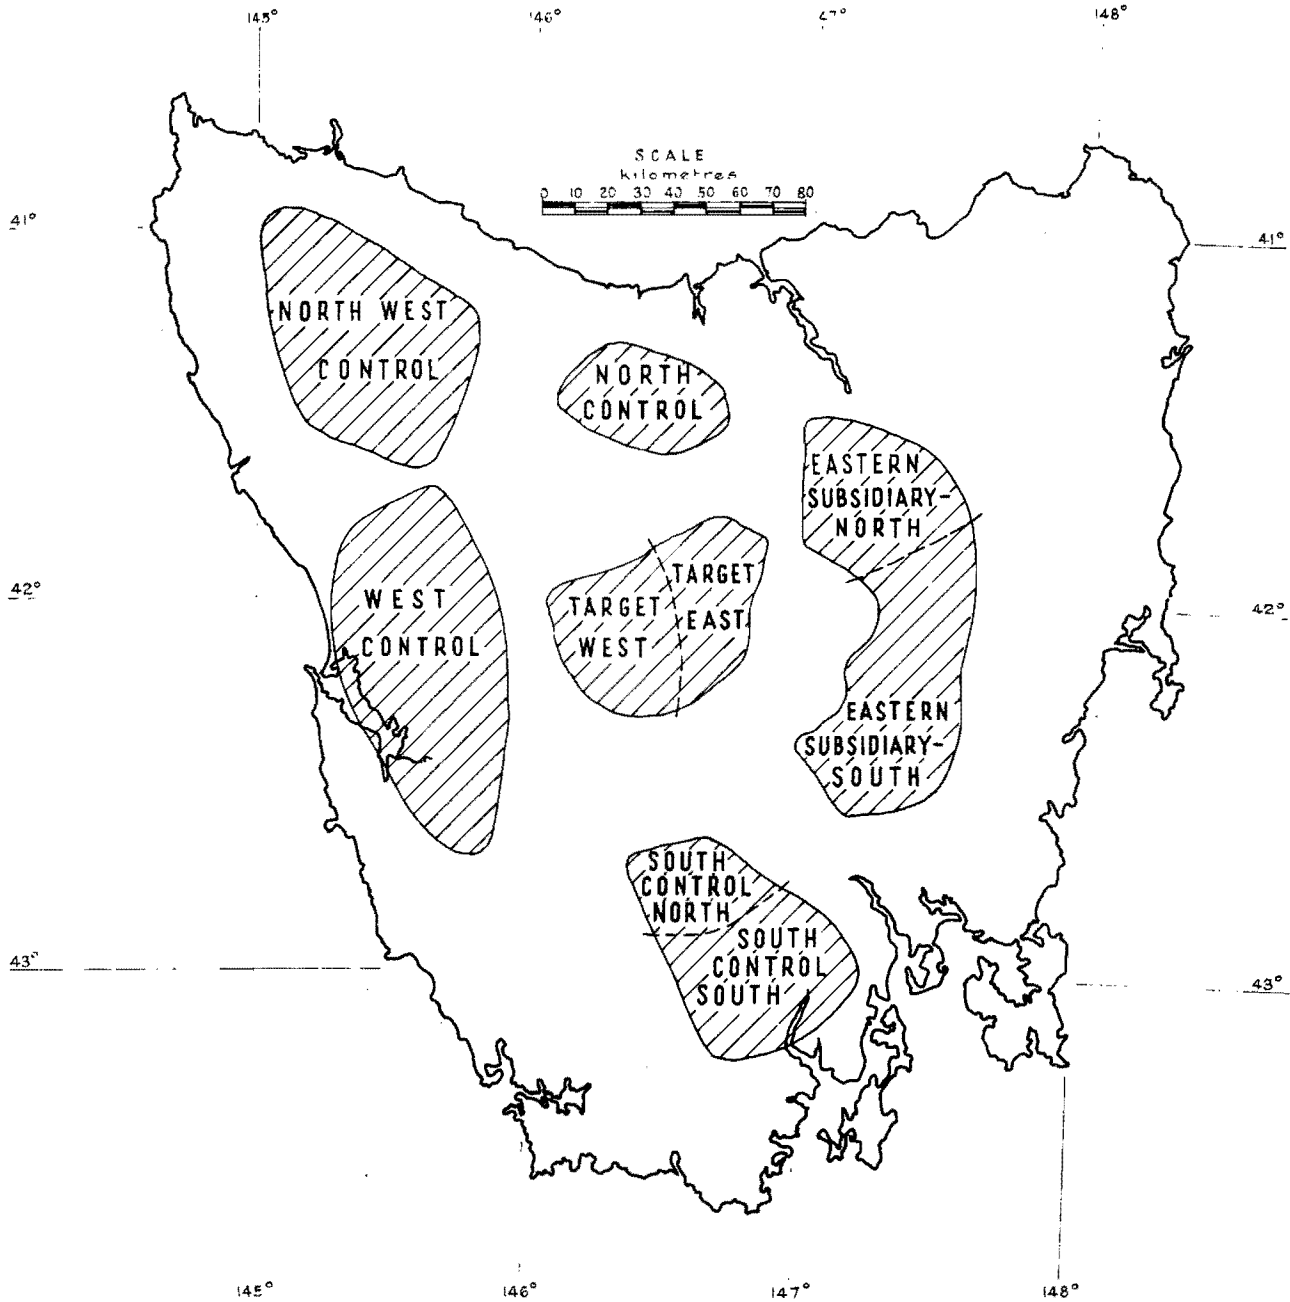 145°
146°
147°
148°
SCALE
kilometres
0 10 20 30 40 50 60 70 80
41°
41°
NORTH WEST
CONTROL
NORTH
CONTROL
EASTERN
SUBSIDIARY-
NORTH
TARGET
EAST
TARGET
WEST
WEST
CONTROL
42°
42°
EASTERN
SUBSIDIARY-
SOUTH
SOUTH
CONTROL
NORTH
SOUTH
CONTROL
SOUTH
43°
43°
145°
146°
147°
148°